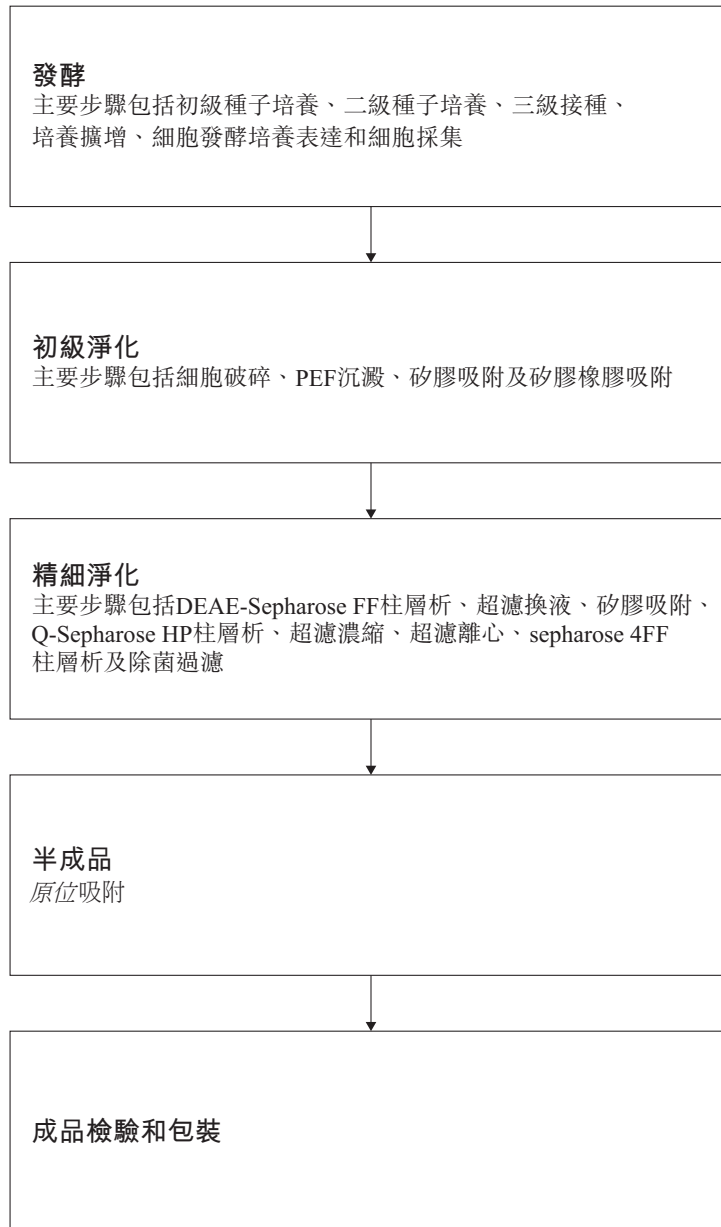 發酵
主要步驟包括初級種子培養、二級種子培養、三級接種、
培養擴增、細胞發酵培養表達和細胞採集
初級淨化
主要步驟包括細胞破碎、PEF沉澱、矽膠吸附及矽膠橡膠吸附
精細淨化
主要步驟包括DEAE-Sepharose FF柱層析、超濾換液、矽膠吸附、
Q-Sepharose HP柱層析、超濾濃縮、超濾離心、sepharose 4FF
柱層析及除菌過濾
半成品
原位吸附
成品檢驗和包裝